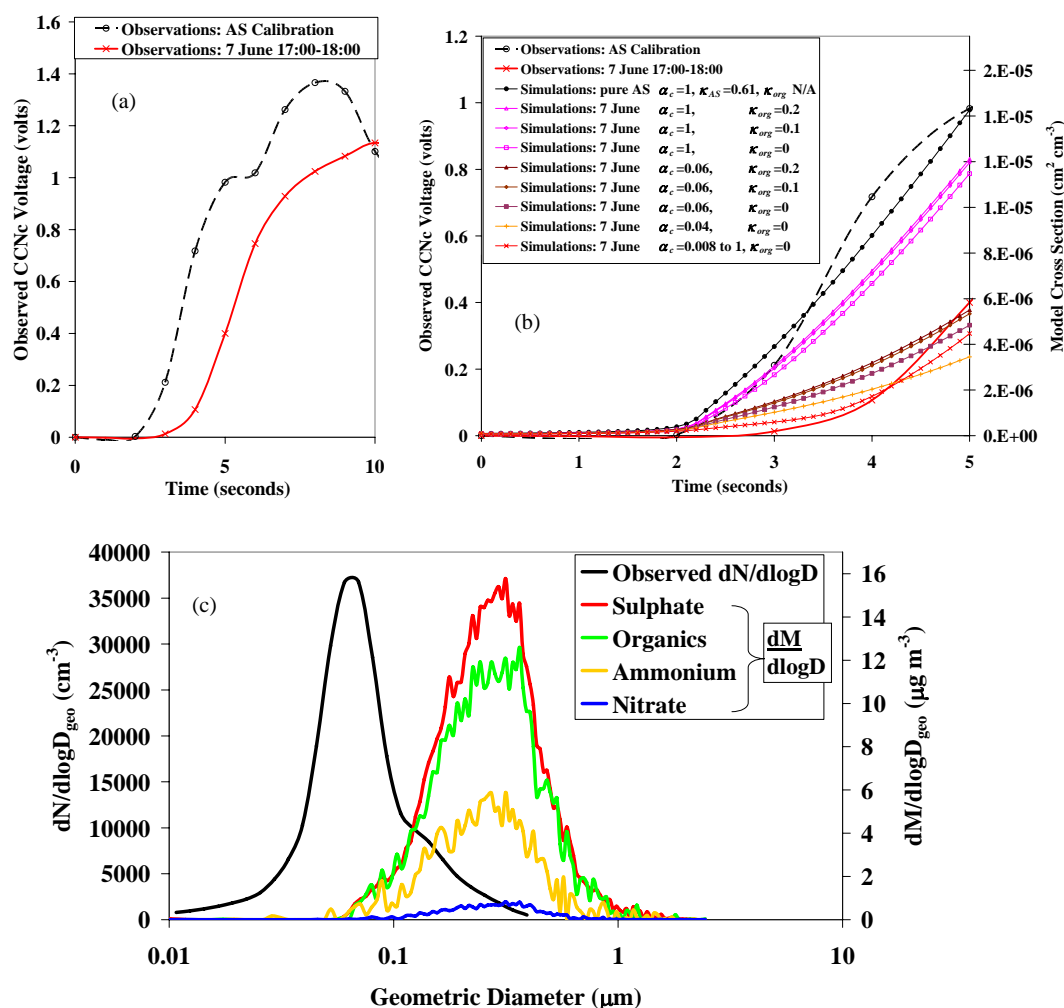 Observations: AS Calibration
Observations: 7 June 17:00-18:00
(a)
Observed CCNc Voltage (volts)
1.6
1.4
1.2
1
0.8
0.6
0.4
0.2
0
0 5 10
Time (seconds)
Observations: AS Calibration
Observations: 7 June 17:00-18:00
Simulations: pure AS αc=1, κAS=0.61, κorg N/A
Simulations: 7 June αc=1, κorg=0.2
Simulations: 7 June αc=1, κorg=0.1
Simulations: 7 June αc=1, κorg=0
Simulations: 7 June αc=0.06, κorg=0.2
Simulations: 7 June αc=0.06, κorg=0.1
Simulations: 7 June αc=0.06, κorg=0
Simulations: 7 June αc=0.04, κorg=0
Simulations: 7 June αc=0.008 to 1, κorg=0
(b)
Observed CCNc Voltage (volts)
1.2
1
0.8
0.6
0.4
0.2
0
0 1 2 3 4 5
Time (seconds)
2.E-05
1.E-05
1.E-05
1.E-05
8.E-06
6.E-06
4.E-06
2.E-06
0.E+00
Model Cross Section (cm² cm⁻³)
(c)
Observed dN/dlogD
Sulphate
Organics
Ammonium
Nitrate
dM
dlogD
dN/dlogDgeo (cm⁻³)
40000
35000
30000
25000
20000
15000
10000
5000
0
16
14
12
10
8
6
4
2
0
dM/dlogDgeo (μg m⁻³)
0.01 0.1 1 10
Geometric Diameter (μm)